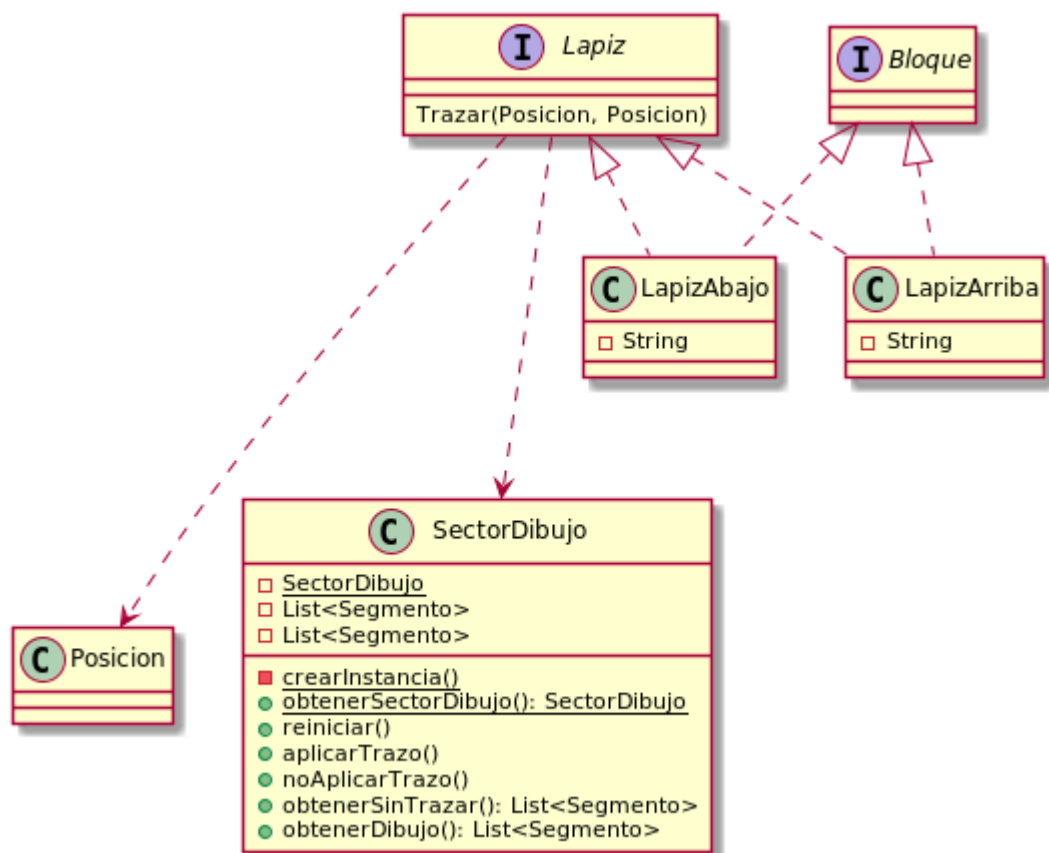 I Lapiz
Trazar(Posicion, Posicion)
I Bloque
C LapizAbajo
String
C LapizArriba
String
C Posicion
C SectorDibujo
SectorDibujo
List<Segmento>
List<Segmento>
crearInstancia()
obtenerSectorDibujo(): SectorDibujo
reiniciar()
aplicarTrazo()
noAplicarTrazo()
obtenerSinTrazar(): List<Segmento>
obtenerDibujo(): List<Segmento>